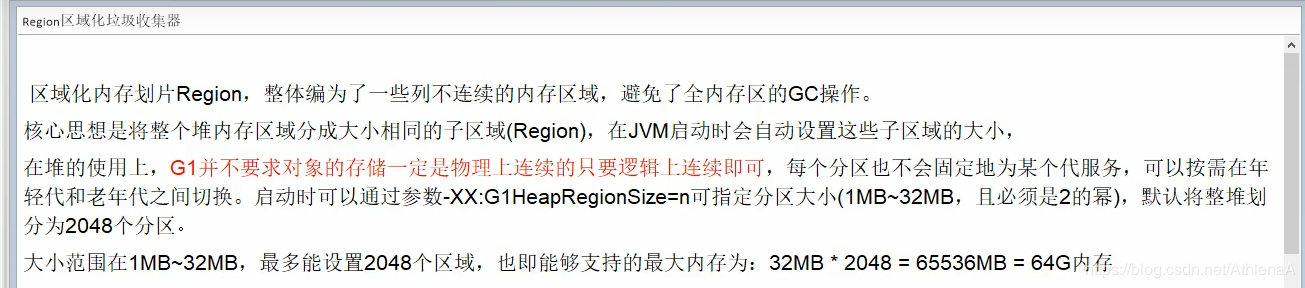 Region区域化垃圾收集器
区域化内存划片Region，整体编为了一些列不连续的内存区域，避免了全内存区的GC操作。
核心思想是将整个堆内存区域分成大小相同的子区域(Region)，在JVM启动时会自动设置这些子区域的大小，
在堆的使用上，G1并不要求对象的存储一定是物理上连续的只要逻辑上连续即可，每个分区也不会固定地为某个代服务，可以按需在年
轻代和老年代之间切换。启动时可以通过参数-XX:G1HeapRegionSize=n可指定分区大小(1MB~32MB，且必须是2的幂)，默认将整堆划
分为2048个分区。
大小范围在1MB~32MB，最多能设置2048个区域，也即能够支持的最大内存为：32MB * 2048 = 65536MB = 64G内存
https://blog.csdn.net/AthlenaA